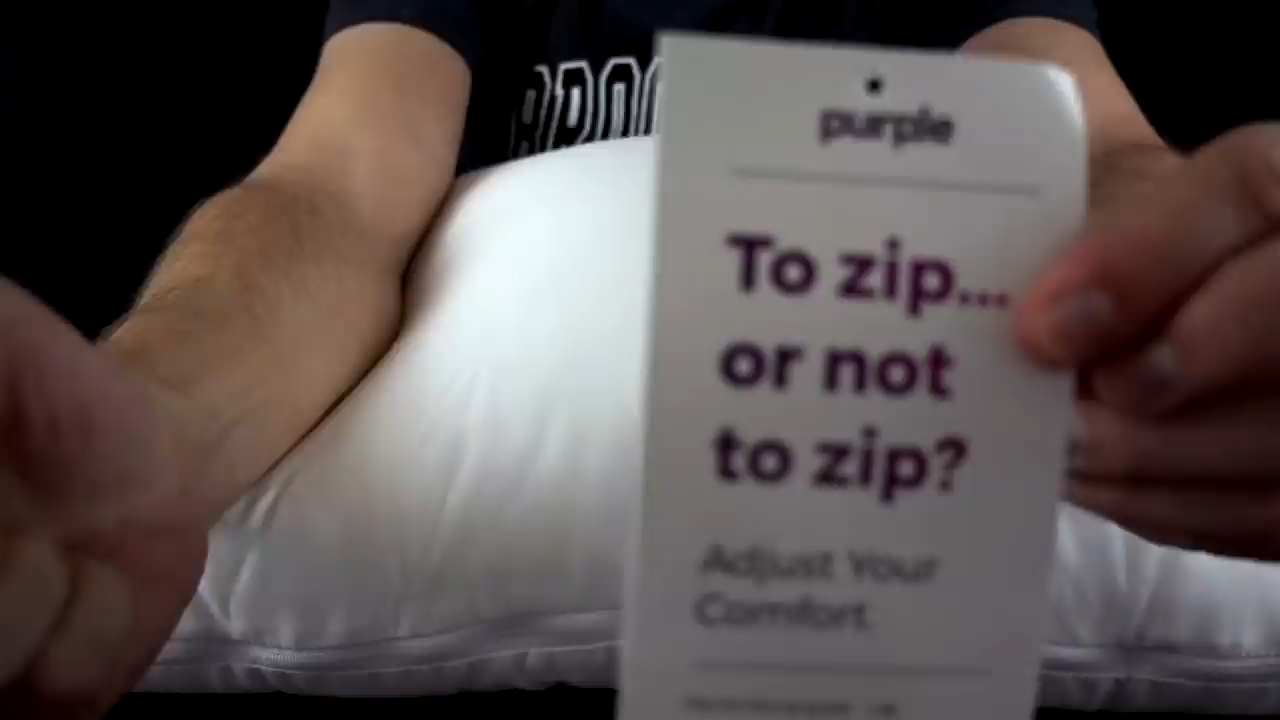 purple
To zip...
or not
to zip?
Adjust Your
Comfort